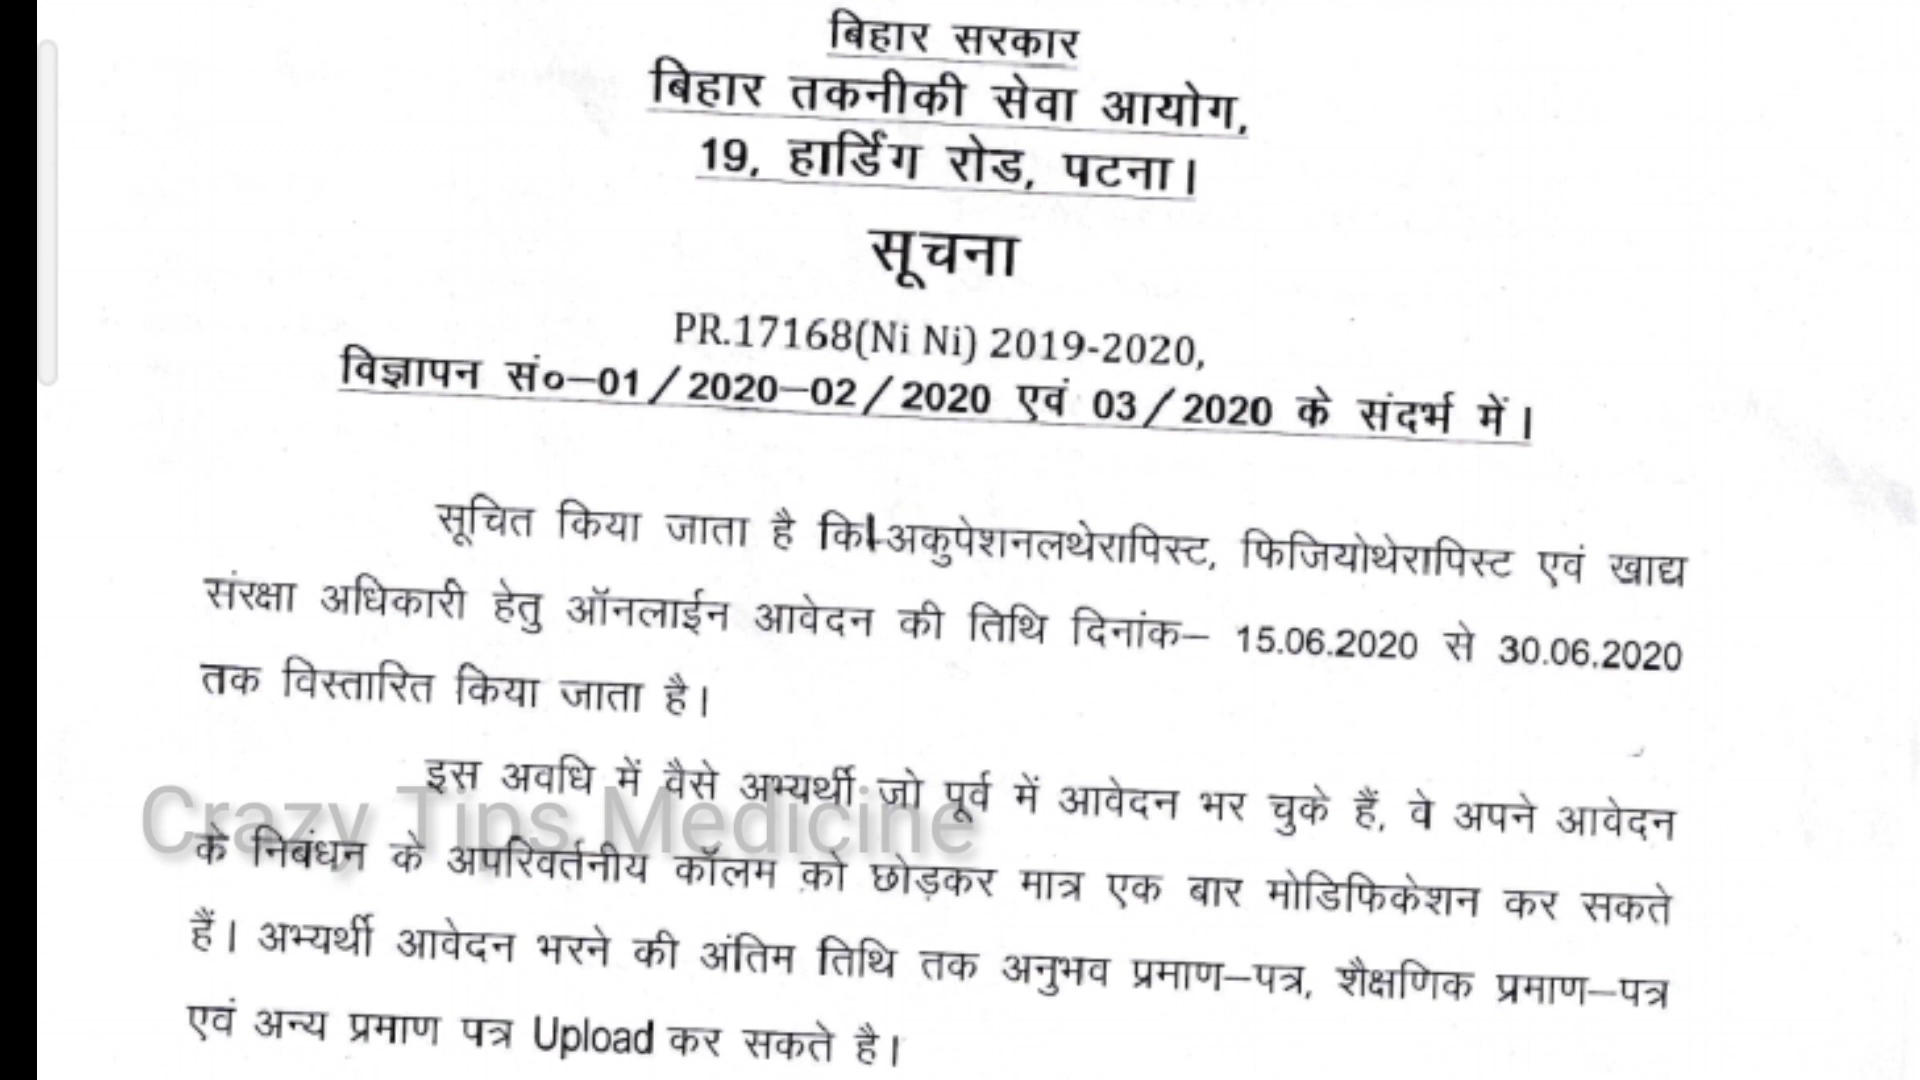 बिहार सरकार
बिहार तकनीकी सेवा आयोग,
19, हार्डिंग रोड, पटना।
सूचना
PR.17168(Ni Ni) 2019-2020,
विज्ञापन सं०–01/2020–02/2020 एवं 03/2020 के संदर्भ में।
सूचित किया जाता है कि अकुपेशनलथेरापिस्ट, फिजियोथेरापिस्ट एवं खाद्य
संरक्षा अधिकारी हेतु ऑनलाईन आवेदन की तिथि दिनांक– 15.06.2020 से 30.06.2020
तक विस्तारित किया जाता है।
इस अवधि में वैसे अभ्यर्थी जो पूर्व में आवेदन भर चुके हैं, वे अपने आवेदन
Crazy Tips Medicine
के निबंधन के अपरिवर्तनीय कॉलम को छोड़कर मात्र एक बार मोडिफिकेशन कर सकते
हैं। अभ्यर्थी आवेदन भरने की अंतिम तिथि तक अनुभव प्रमाण–पत्र, शैक्षणिक प्रमाण–पत्र
एवं अन्य प्रमाण पत्र Upload कर सकते है।